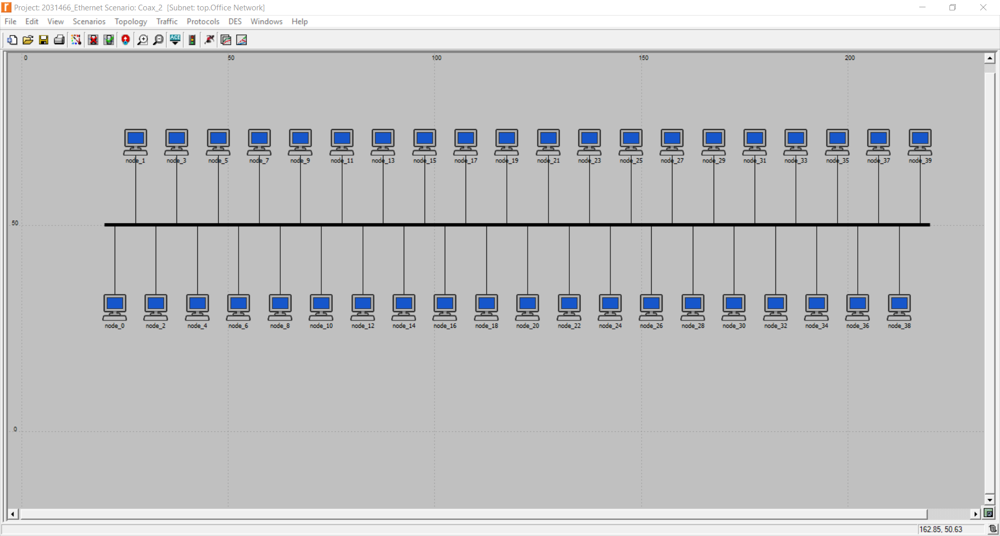 Project: 2031466_Ethernet Scenario: Coax_2 [Subnet: top.Office Network]
File Edit View Scenarios Topology Traffic Protocols DES Windows Help
ACE
0 50 100 150 200
node_1 node_3 node_5 node_7 node_9 node_11 node_13 node_15 node_17 node_19 node_21 node_23 node_25 node_27 node_29 node_31 node_33 node_35 node_37 node_39
50
node_0 node_2 node_4 node_6 node_8 node_10 node_12 node_14 node_16 node_18 node_20 node_22 node_24 node_26 node_28 node_30 node_32 node_34 node_36 node_38
0
162.85, 50.63